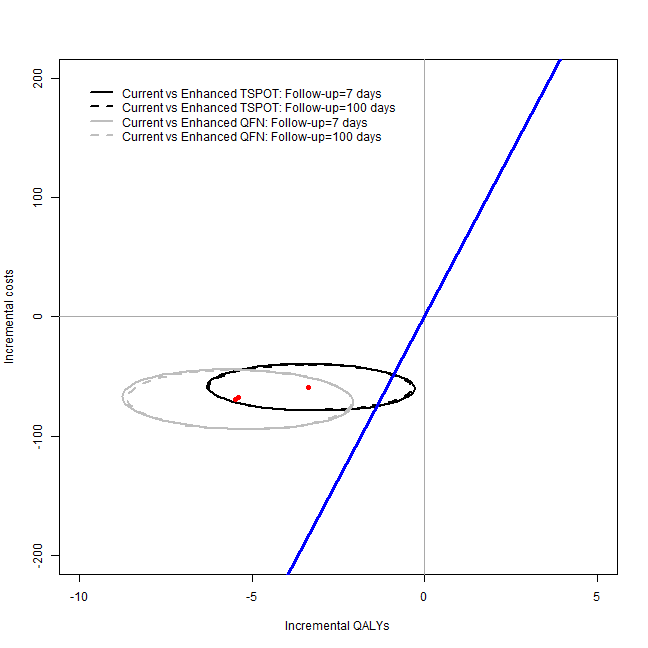 Current vs Enhanced TSPOT: Follow-up=7 days
Current vs Enhanced TSPOT: Follow-up=100 days
Current vs Enhanced QFN: Follow-up=7 days
Current vs Enhanced QFN: Follow-up=100 days
Incremental costs
200
100
0
-100
-200
-10
-5
0
5
Incremental QALYs